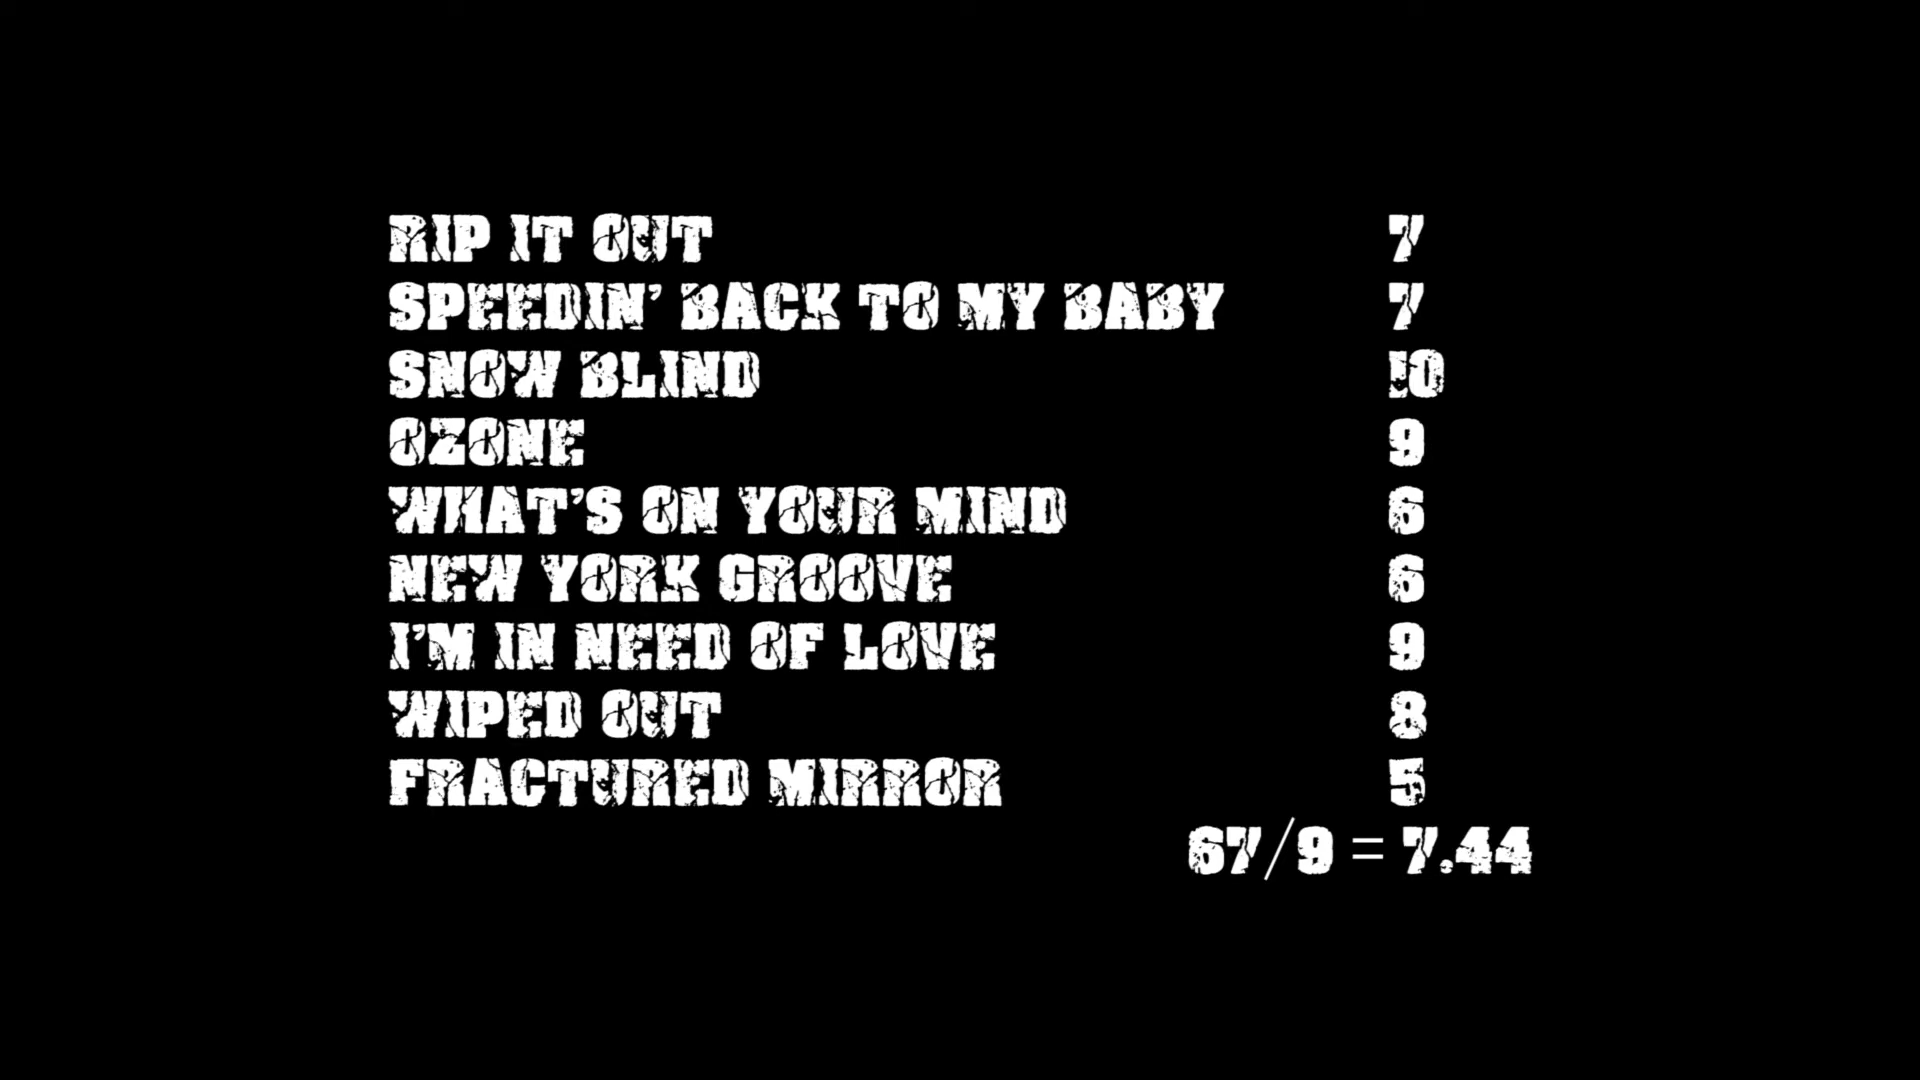 RIP IT OUT 7
SPEEDIN' BACK TO MY BABY 7
SNOW BLIND 10
OZONE 9
WHAT'S ON YOUR MIND 6
NEW YORK GROOVE 6
I'M IN NEED OF LOVE 9
WIPED OUT 8
FRACTURED MIRROR 5
67/9 = 7.44